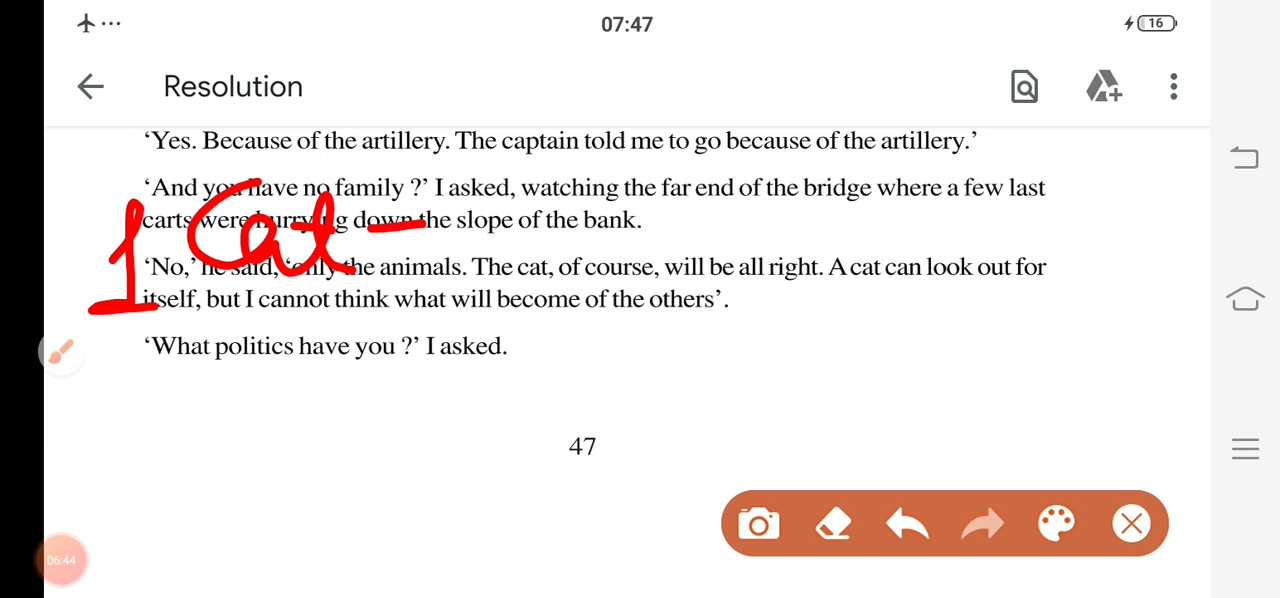 07:47
16
Resolution
‘Yes. Because of the artillery. The captain told me to go because of the artillery.’
‘And you have no family ?’ I asked, watching the far end of the bridge where a few last
carts were hurrying down the slope of the bank.
1 Cat -
‘No,’ he said, ‘only the animals. The cat, of course, will be all right. A cat can look out for
itself, but I cannot think what will become of the others’.
‘What politics have you ?’ I asked.
47
06:44